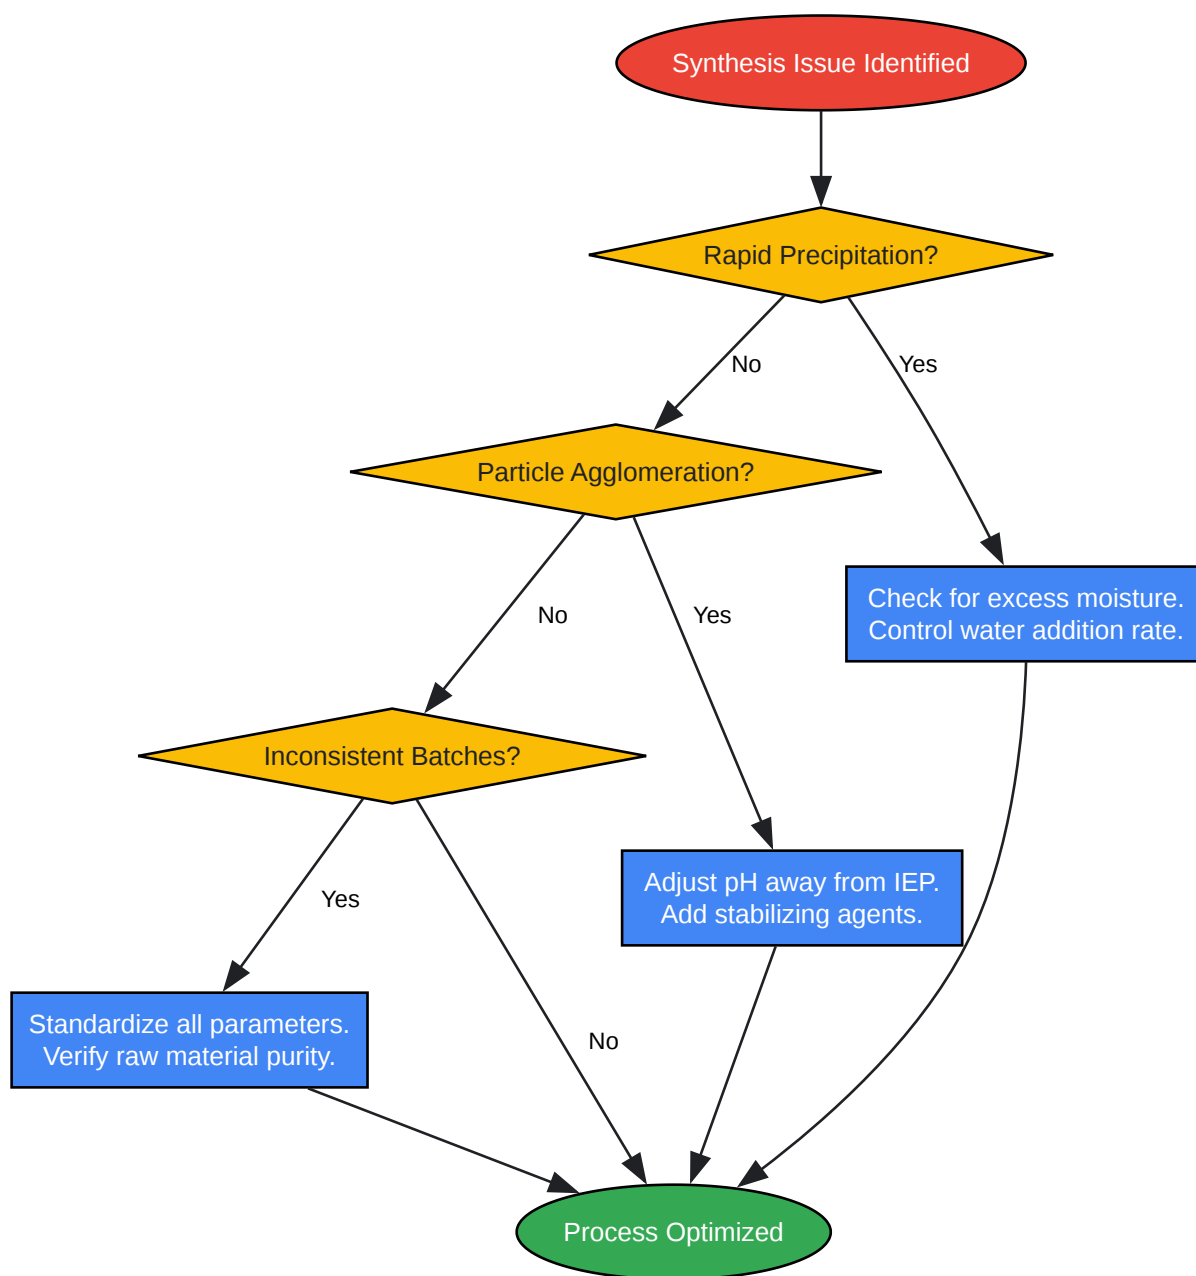 Synthesis Issue Identified
Rapid Precipitation?
No
Yes
Particle Agglomeration?
No
Yes
Check for excess moisture.
Control water addition rate.
Inconsistent Batches?
Yes
No
Adjust pH away from IEP.
Add stabilizing agents.
Standardize all parameters.
Verify raw material purity.
Process Optimized